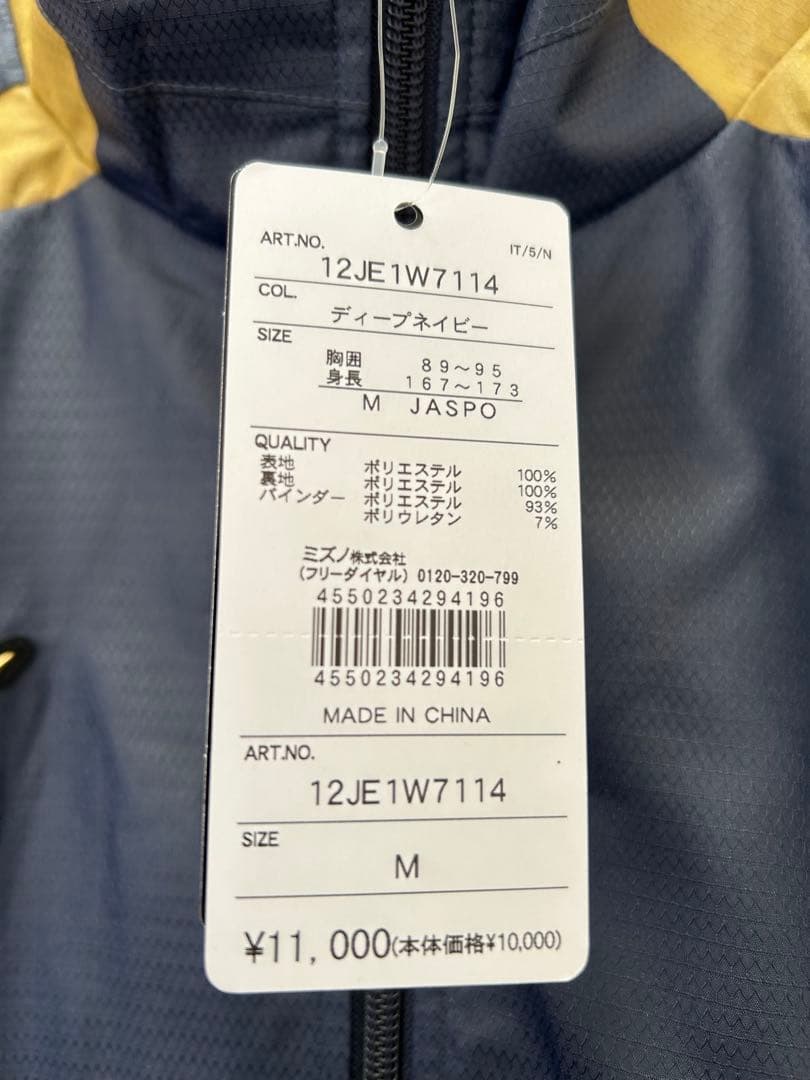 ART.NO.
IT/5/N
12JE1W7114
COL.
ディープネイビー
SIZE
胸囲 89～95
身長 167～173
M JASPO
QUALITY
表地 ポリエステル 100%
裏地 ポリエステル 100%
バインダー ポリエステル 93%
ポリウレタン 7%
ミズノ株式会社
(フリーダイヤル) 0120-320-799
4550234294196
4550234294196
MADE IN CHINA
ART.NO.
12JE1W7114
SIZE
M
¥11,000(本体価格¥10,000)